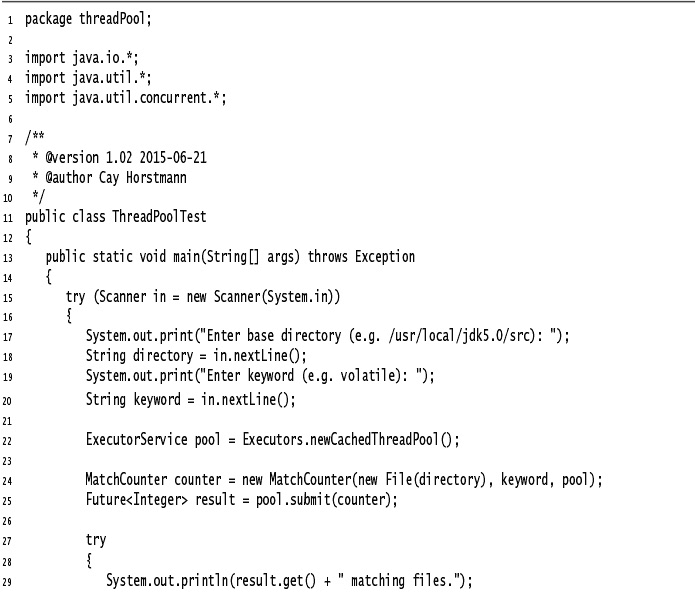 1 package threadPool;
2
3 import java.io.*;
4 import java.util.*;
5 import java.util.concurrent.*;
6
7 /**
8  * @version 1.02 2015-06-21
9  * @author Cay Horstmann
10  */
11 public class ThreadPoolTest
12 {
13    public static void main(String[] args) throws Exception
14    {
15       try (Scanner in = new Scanner(System.in))
16       {
17          System.out.print("Enter base directory (e.g. /usr/local/jdk5.0/src): ");
18          String directory = in.nextLine();
19          System.out.print("Enter keyword (e.g. volatile): ");
20          String keyword = in.nextLine();
21
22          ExecutorService pool = Executors.newCachedThreadPool();
23
24          MatchCounter counter = new MatchCounter(new File(directory), keyword, pool);
25          Future<Integer> result = pool.submit(counter);
26
27          try
28          {
29             System.out.println(result.get() + " matching files.");